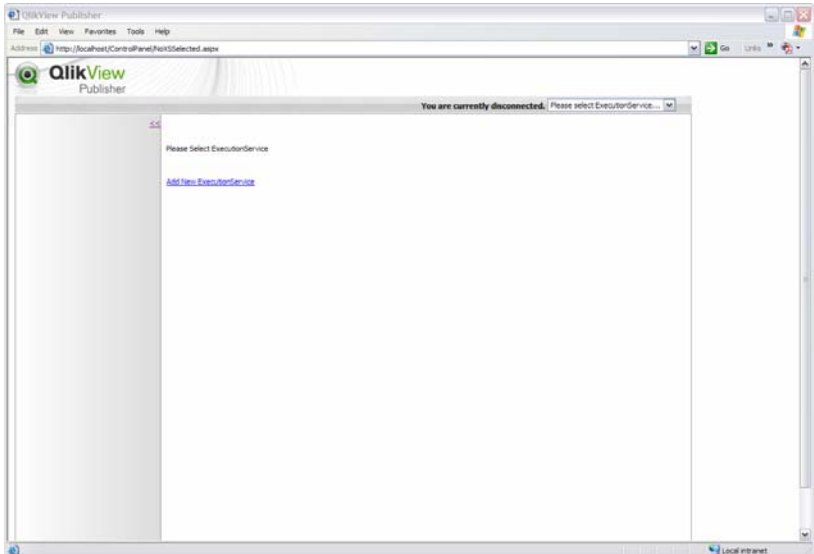 QlikView Publisher
File Edit View Favorites Tools Help
Address http://localhost/ControlPanel/NoXSSelected.aspx Go Links »
QlikView
Publisher
You are currently disconnected. Please select ExecutionService...
<<
Please Select ExecutionService
Add New ExecutionService
Local intranet